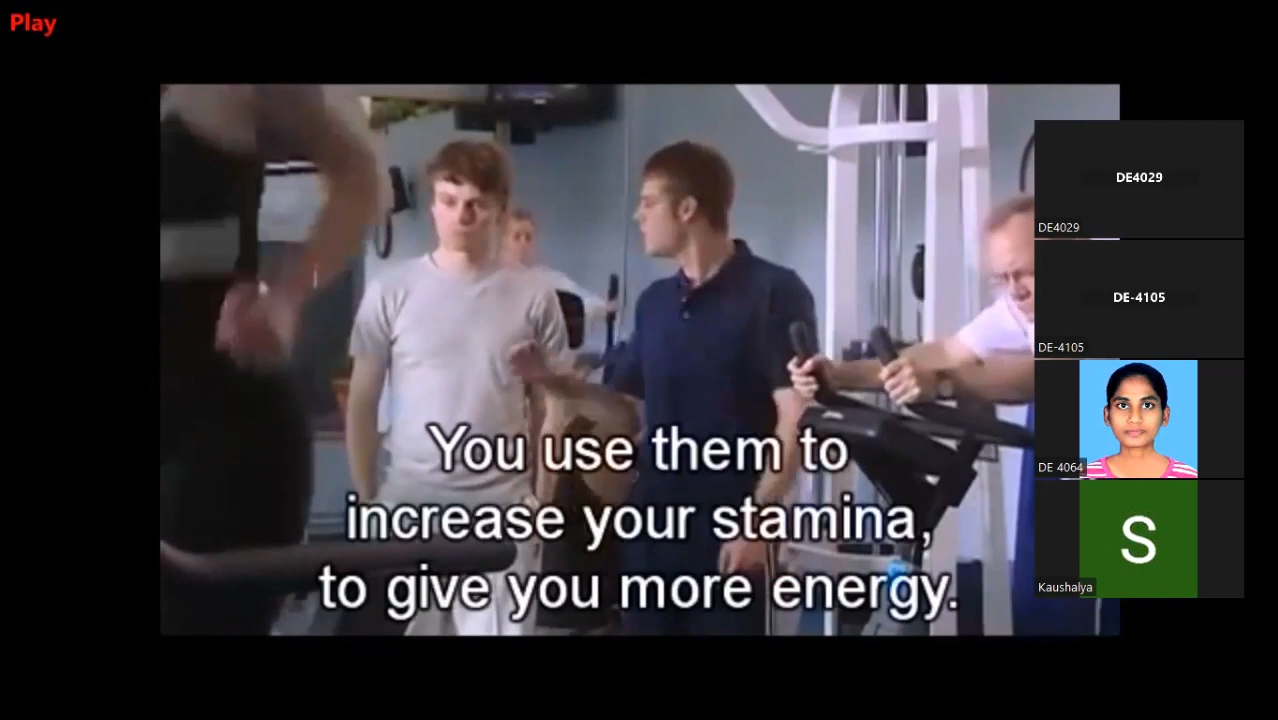 Play
You use them to
increase your stamina,
to give you more energy.
DE4029
DE4029
DE-4105
DE-4105
DE 4064
S
Kaushalya